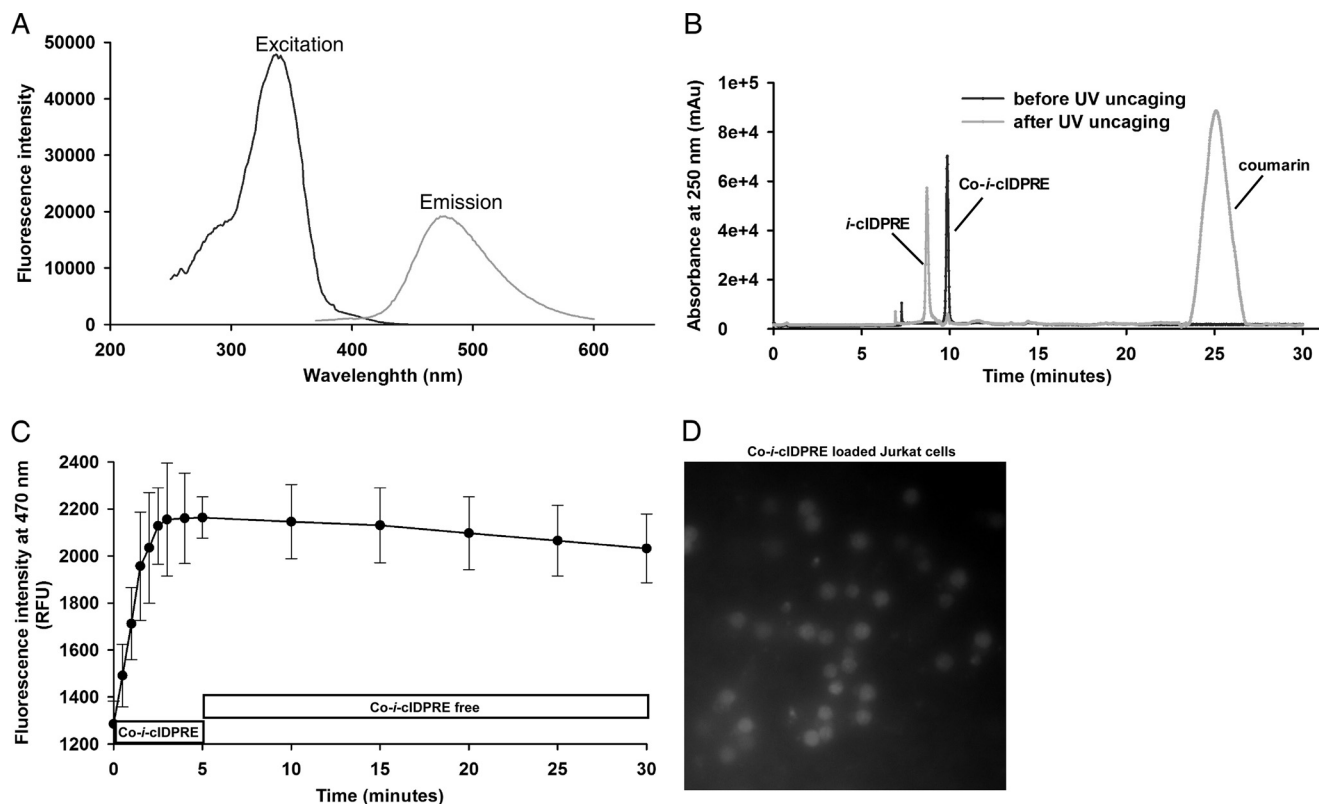 A
Excitation
Emission
50000
40000
30000
20000
10000
0
Fluorescence intensity
200
300
400
500
600
Wavelenghth (nm)
B
before UV uncaging
after UV uncaging
Co-i-cIDPRE
i-cIDPRE
coumarin
1e+5
8e+4
6e+4
4e+4
2e+4
0
Absorbance at 250 nm (mAu)
0
5
10
15
20
25
30
Time (minutes)
C
2400
2200
2000
1800
1600
1400
1200
Fluorescence intensity at 470 nm
(RFU)
Co-i-cIDPRE free
Co-i-cIDPRE
0
5
10
15
20
25
30
Time (minutes)
D
Co-i-cIDPRE loaded Jurkat cells